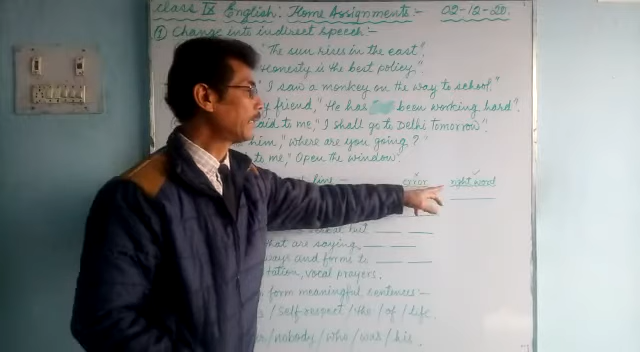 Class IX English: Home Assignments:- 02-12-20.
① Change into indirect speech:-
"The sun rises in the east".
Honesty is the best policy."
" I saw a monkey on the way to school."
friend, " He has been working hard".
said to me, "I shall go to Delhi tomorrow".
him, "where are you going?"
to me, " Open the window.
line error right word
but
that are saying
ways and forms to
tation, vocal prayers.
form meaningful sentences:-
/ self-respect / the / of / life.
/ nobody / who / was / his